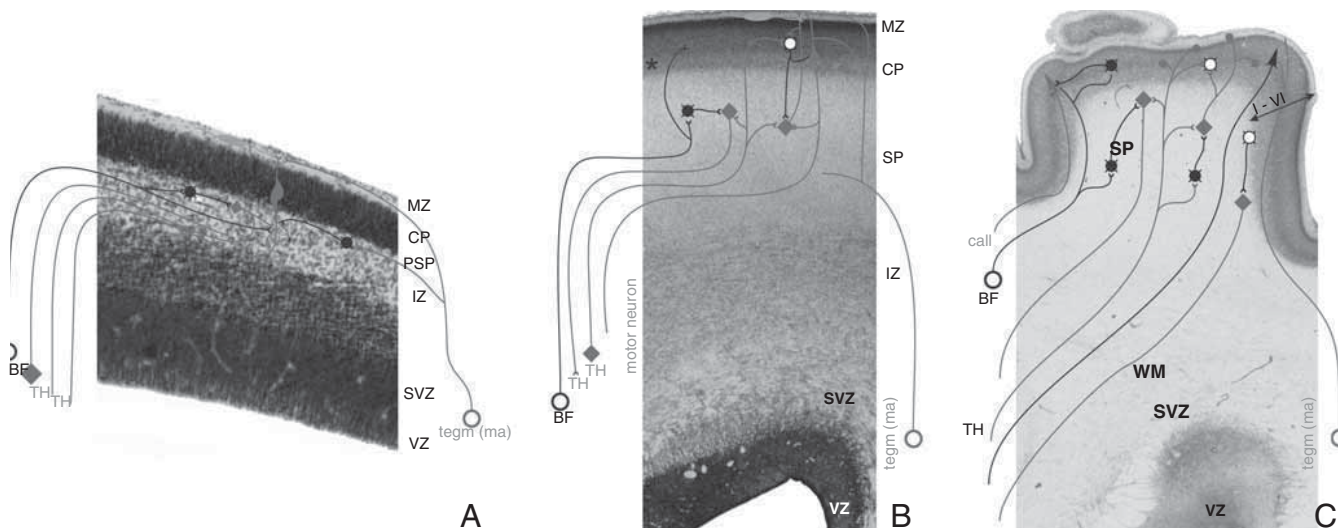 MZ
CP
PSP
IZ
SVZ
VZ
BF
TH
TH
tegm (ma)
A
MZ
CP
*
SP
IZ
SVZ
VZ
BF
TH
TH
motor neuron
tegm (ma)
B
I - VI
SP
call
BF
WM
SVZ
TH
VZ
tegm (ma)
C